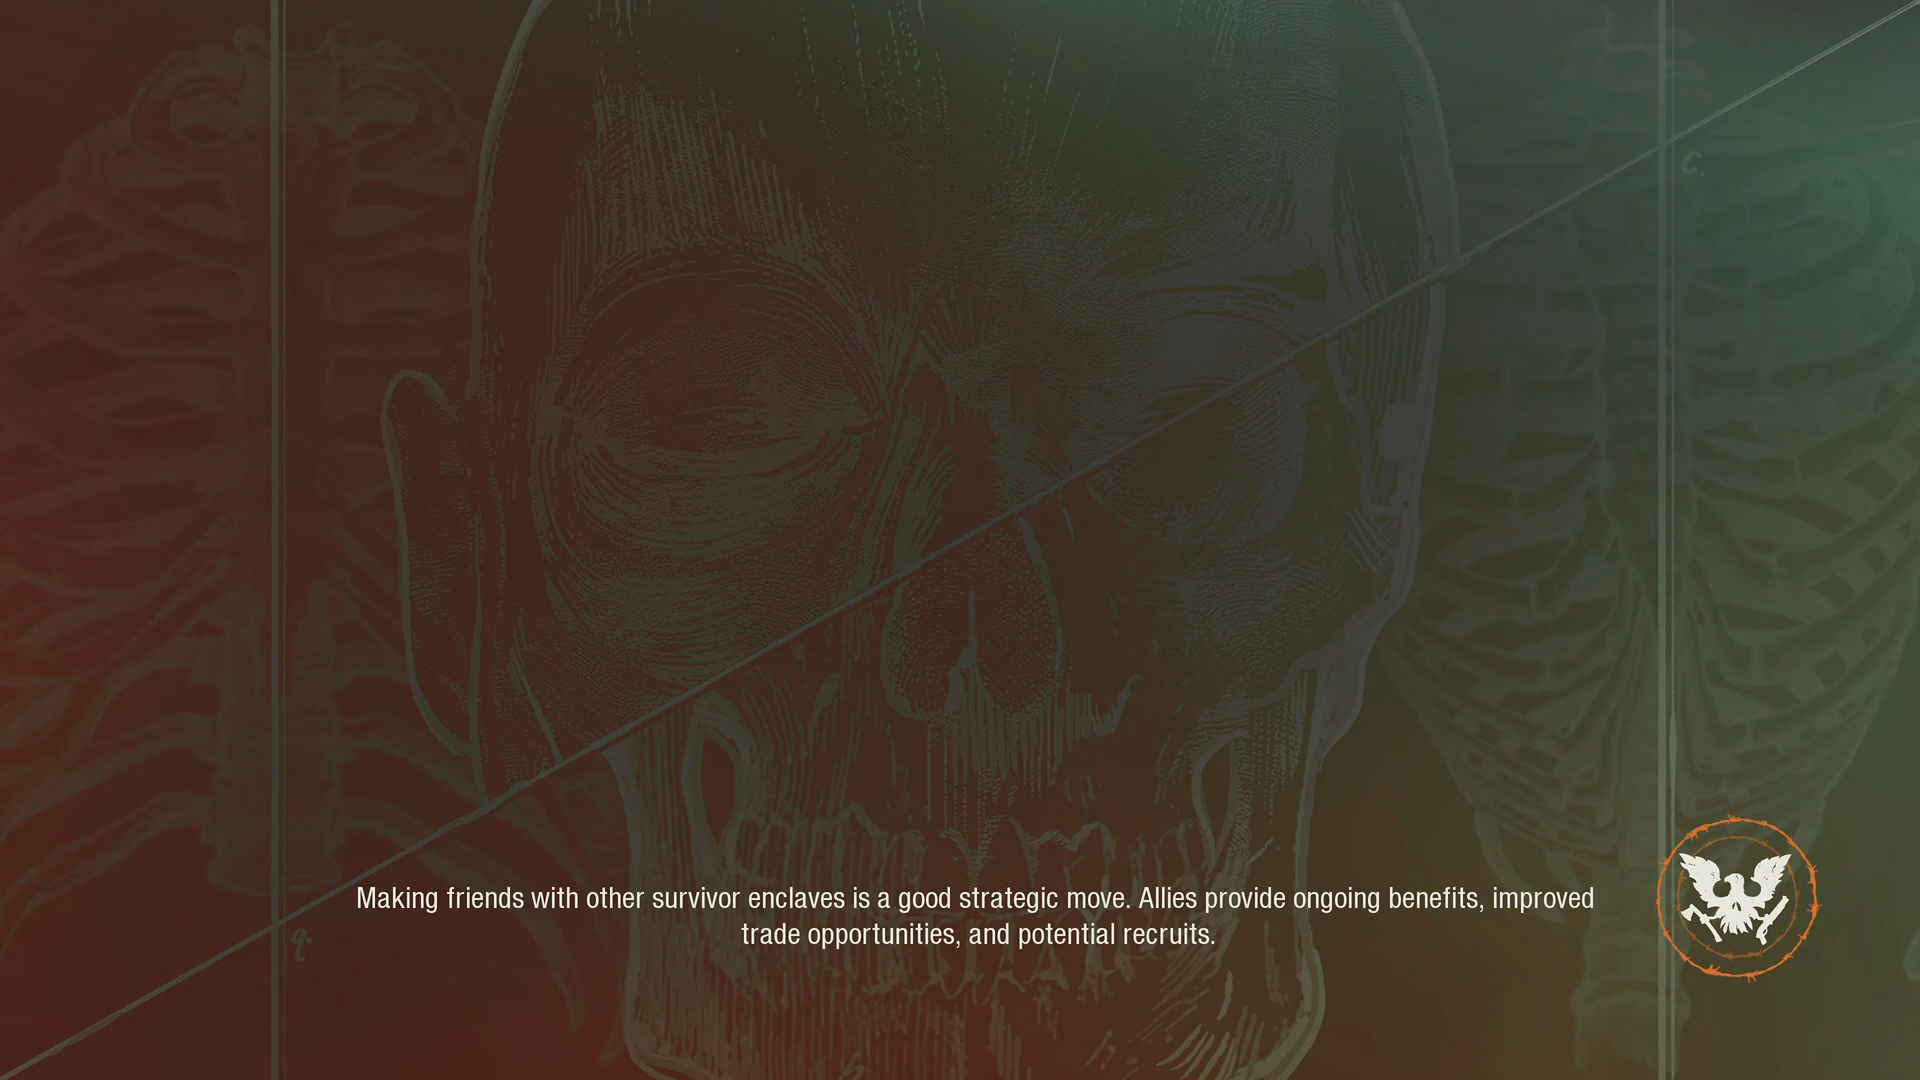 C.
Making friends with other survivor enclaves is a good strategic move. Allies provide ongoing benefits, improved
trade opportunities, and potential recruits.